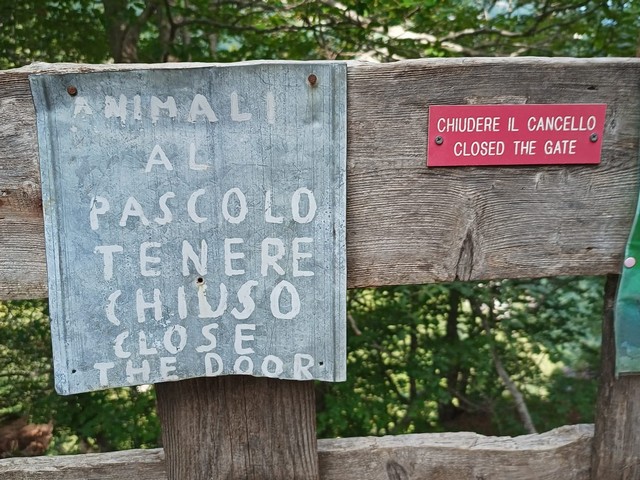 ANIMALI
AL
PASCOLO
TENERE
CHIUSO
CLOSE
THE DOOR
CHIUDERE IL CANCELLO
CLOSED THE GATE